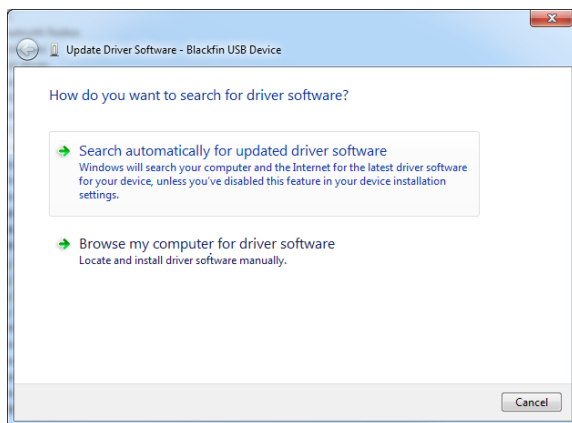 Update Driver Software - Blackfin USB Device
How do you want to search for driver software?
Search automatically for updated driver software
Windows will search your computer and the Internet for the latest driver software
for your device, unless you've disabled this feature in your device installation
settings.
Browse my computer for driver software
Locate and install driver software manually.
Cancel